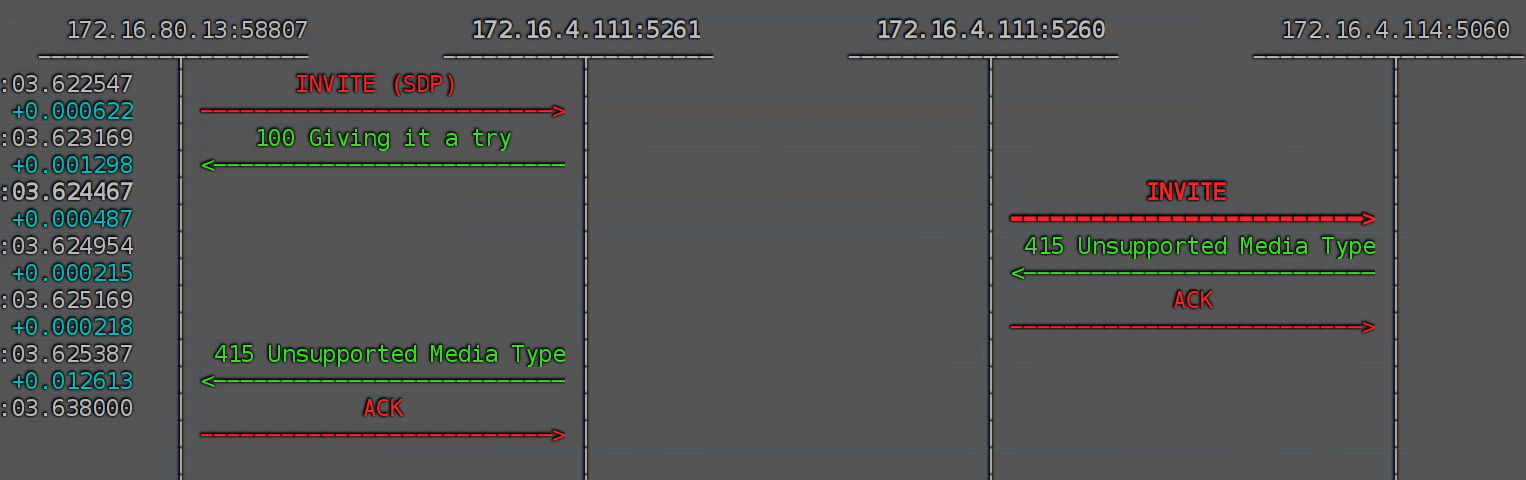 172.16.80.13:58807 172.16.4.111:5261 172.16.4.111:5260 172.16.4.114:5060
:03.622547 INVITE (SDP)
+0.000622
:03.623169 100 Giving it a try
+0.001298
:03.624467 INVITE
+0.000487
:03.624954 415 Unsupported Media Type
+0.000215
:03.625169 ACK
+0.000218
:03.625387 415 Unsupported Media Type
+0.012613
:03.638000 ACK